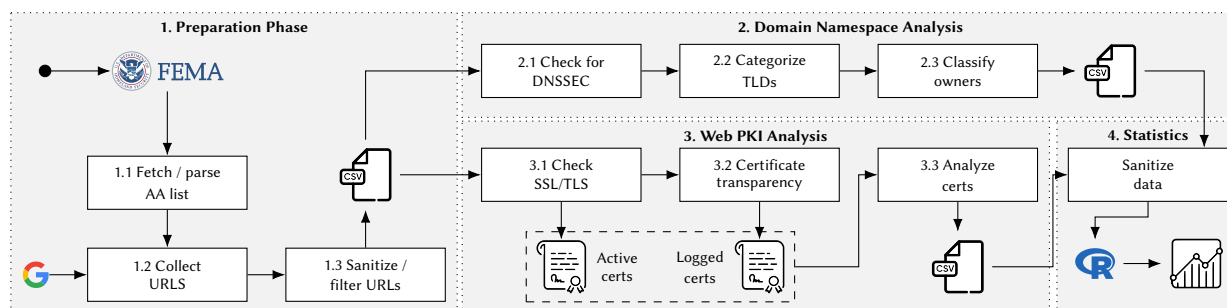 1. Preparation Phase
FEMA
1.1 Fetch / parse
AA list
1.2 Collect
URLS
1.3 Sanitize /
filter URLs
CSV
2. Domain Namespace Analysis
2.1 Check for
DNSSEC
2.2 Categorize
TLDs
2.3 Classify
owners
CSV
3. Web PKI Analysis
3.1 Check
SSL/TLS
3.2 Certificate
transparency
3.3 Analyze
certs
Active
certs
Logged
certs
CSV
4. Statistics
Sanitize
data
R